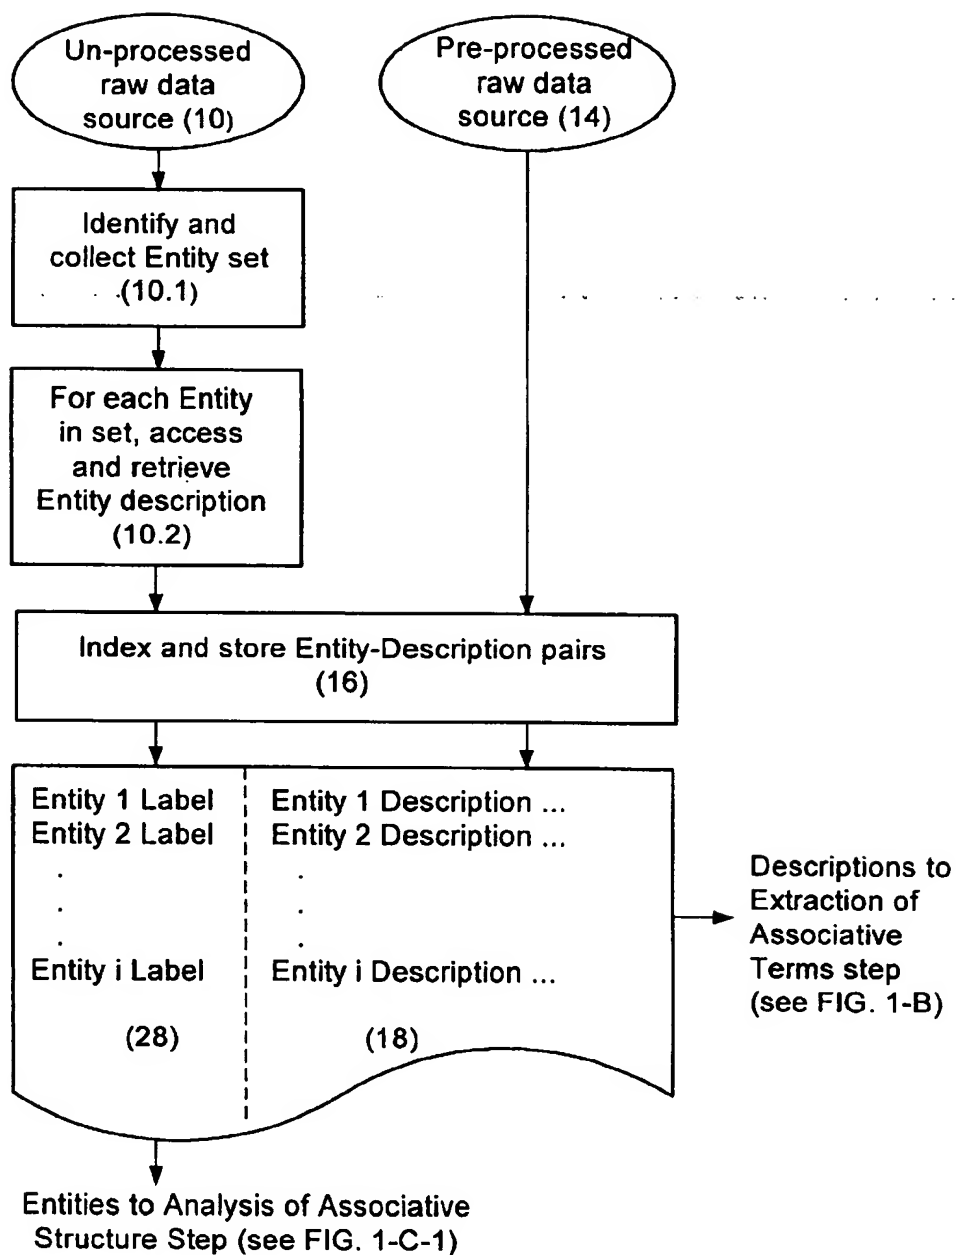 Un-processed
raw data
source (10)
Pre-processed
raw data
source (14)
Identify and
collect Entity set
(10.1)
For each Entity
in set, access
and retrieve
Entity description
(10.2)
Index and store Entity-Description pairs
(16)
Entity 1 Label
Entity 2 Label
.
.
.
Entity i Label
(28)
Entity 1 Description ...
Entity 2 Description ...
.
.
.
Entity i Description ...
(18)
Descriptions to
Extraction of
Associative
Terms step
(see FIG. 1-B)
Entities to Analysis of Associative
Structure Step (see FIG. 1-C-1)